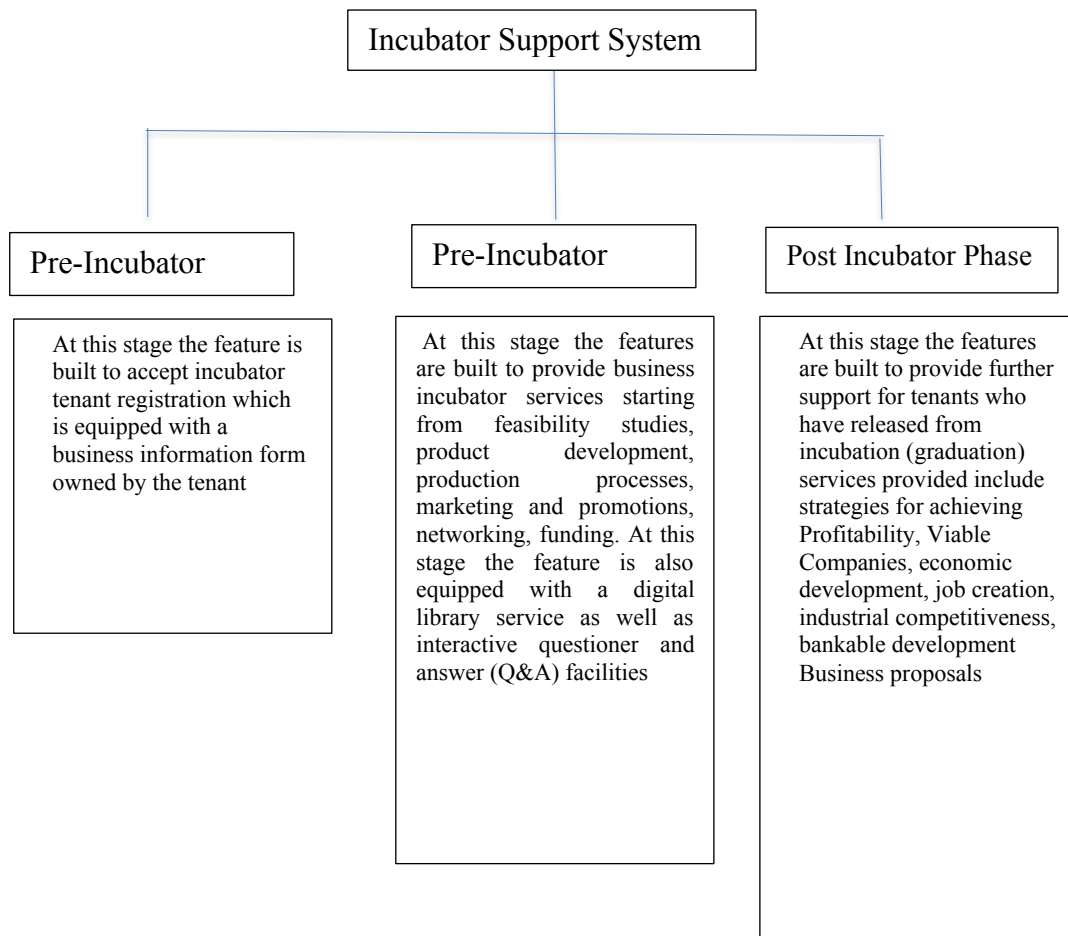 Incubator Support System
Pre-Incubator
At this stage the feature is
built to accept incubator
tenant registration which
is equipped with a
business information form
owned by the tenant
Pre-Incubator
At this stage the features
are built to provide business
incubator services starting
from feasibility studies,
product development,
production processes,
marketing and promotions,
networking, funding. At this
stage the feature is also
equipped with a digital
library service as well as
interactive questioner and
answer (Q&A) facilities
Post Incubator Phase
At this stage the features
are built to provide further
support for tenants who
have released from
incubation (graduation)
services provided include
strategies for achieving
Profitability, Viable
Companies, economic
development, job creation,
industrial competitiveness,
bankable development
Business proposals